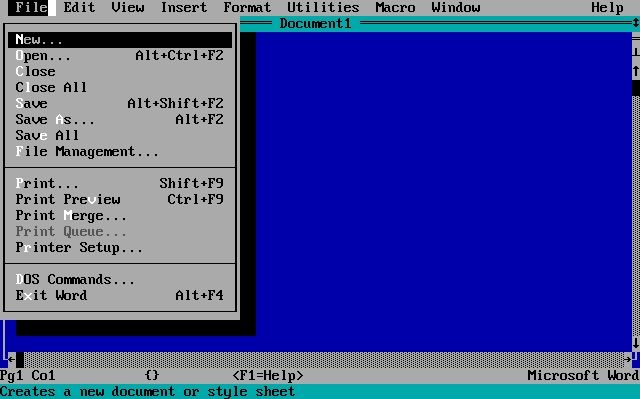 File Edit View Insert Format Utilities Macro Window Help
Document1
New...
Open... Alt+Ctrl+F2
Close
Close All
Save Alt+Shift+F2
Save As... Alt+F2
Save All
File Management...
Print... Shift+F9
Print Preview Ctrl+F9
Print Merge...
Print Queue...
Printer Setup...
DOS Commands...
Exit Word Alt+F4
Pg1 Co1 {} <F1=Help> Microsoft Word
Creates a new document or style sheet